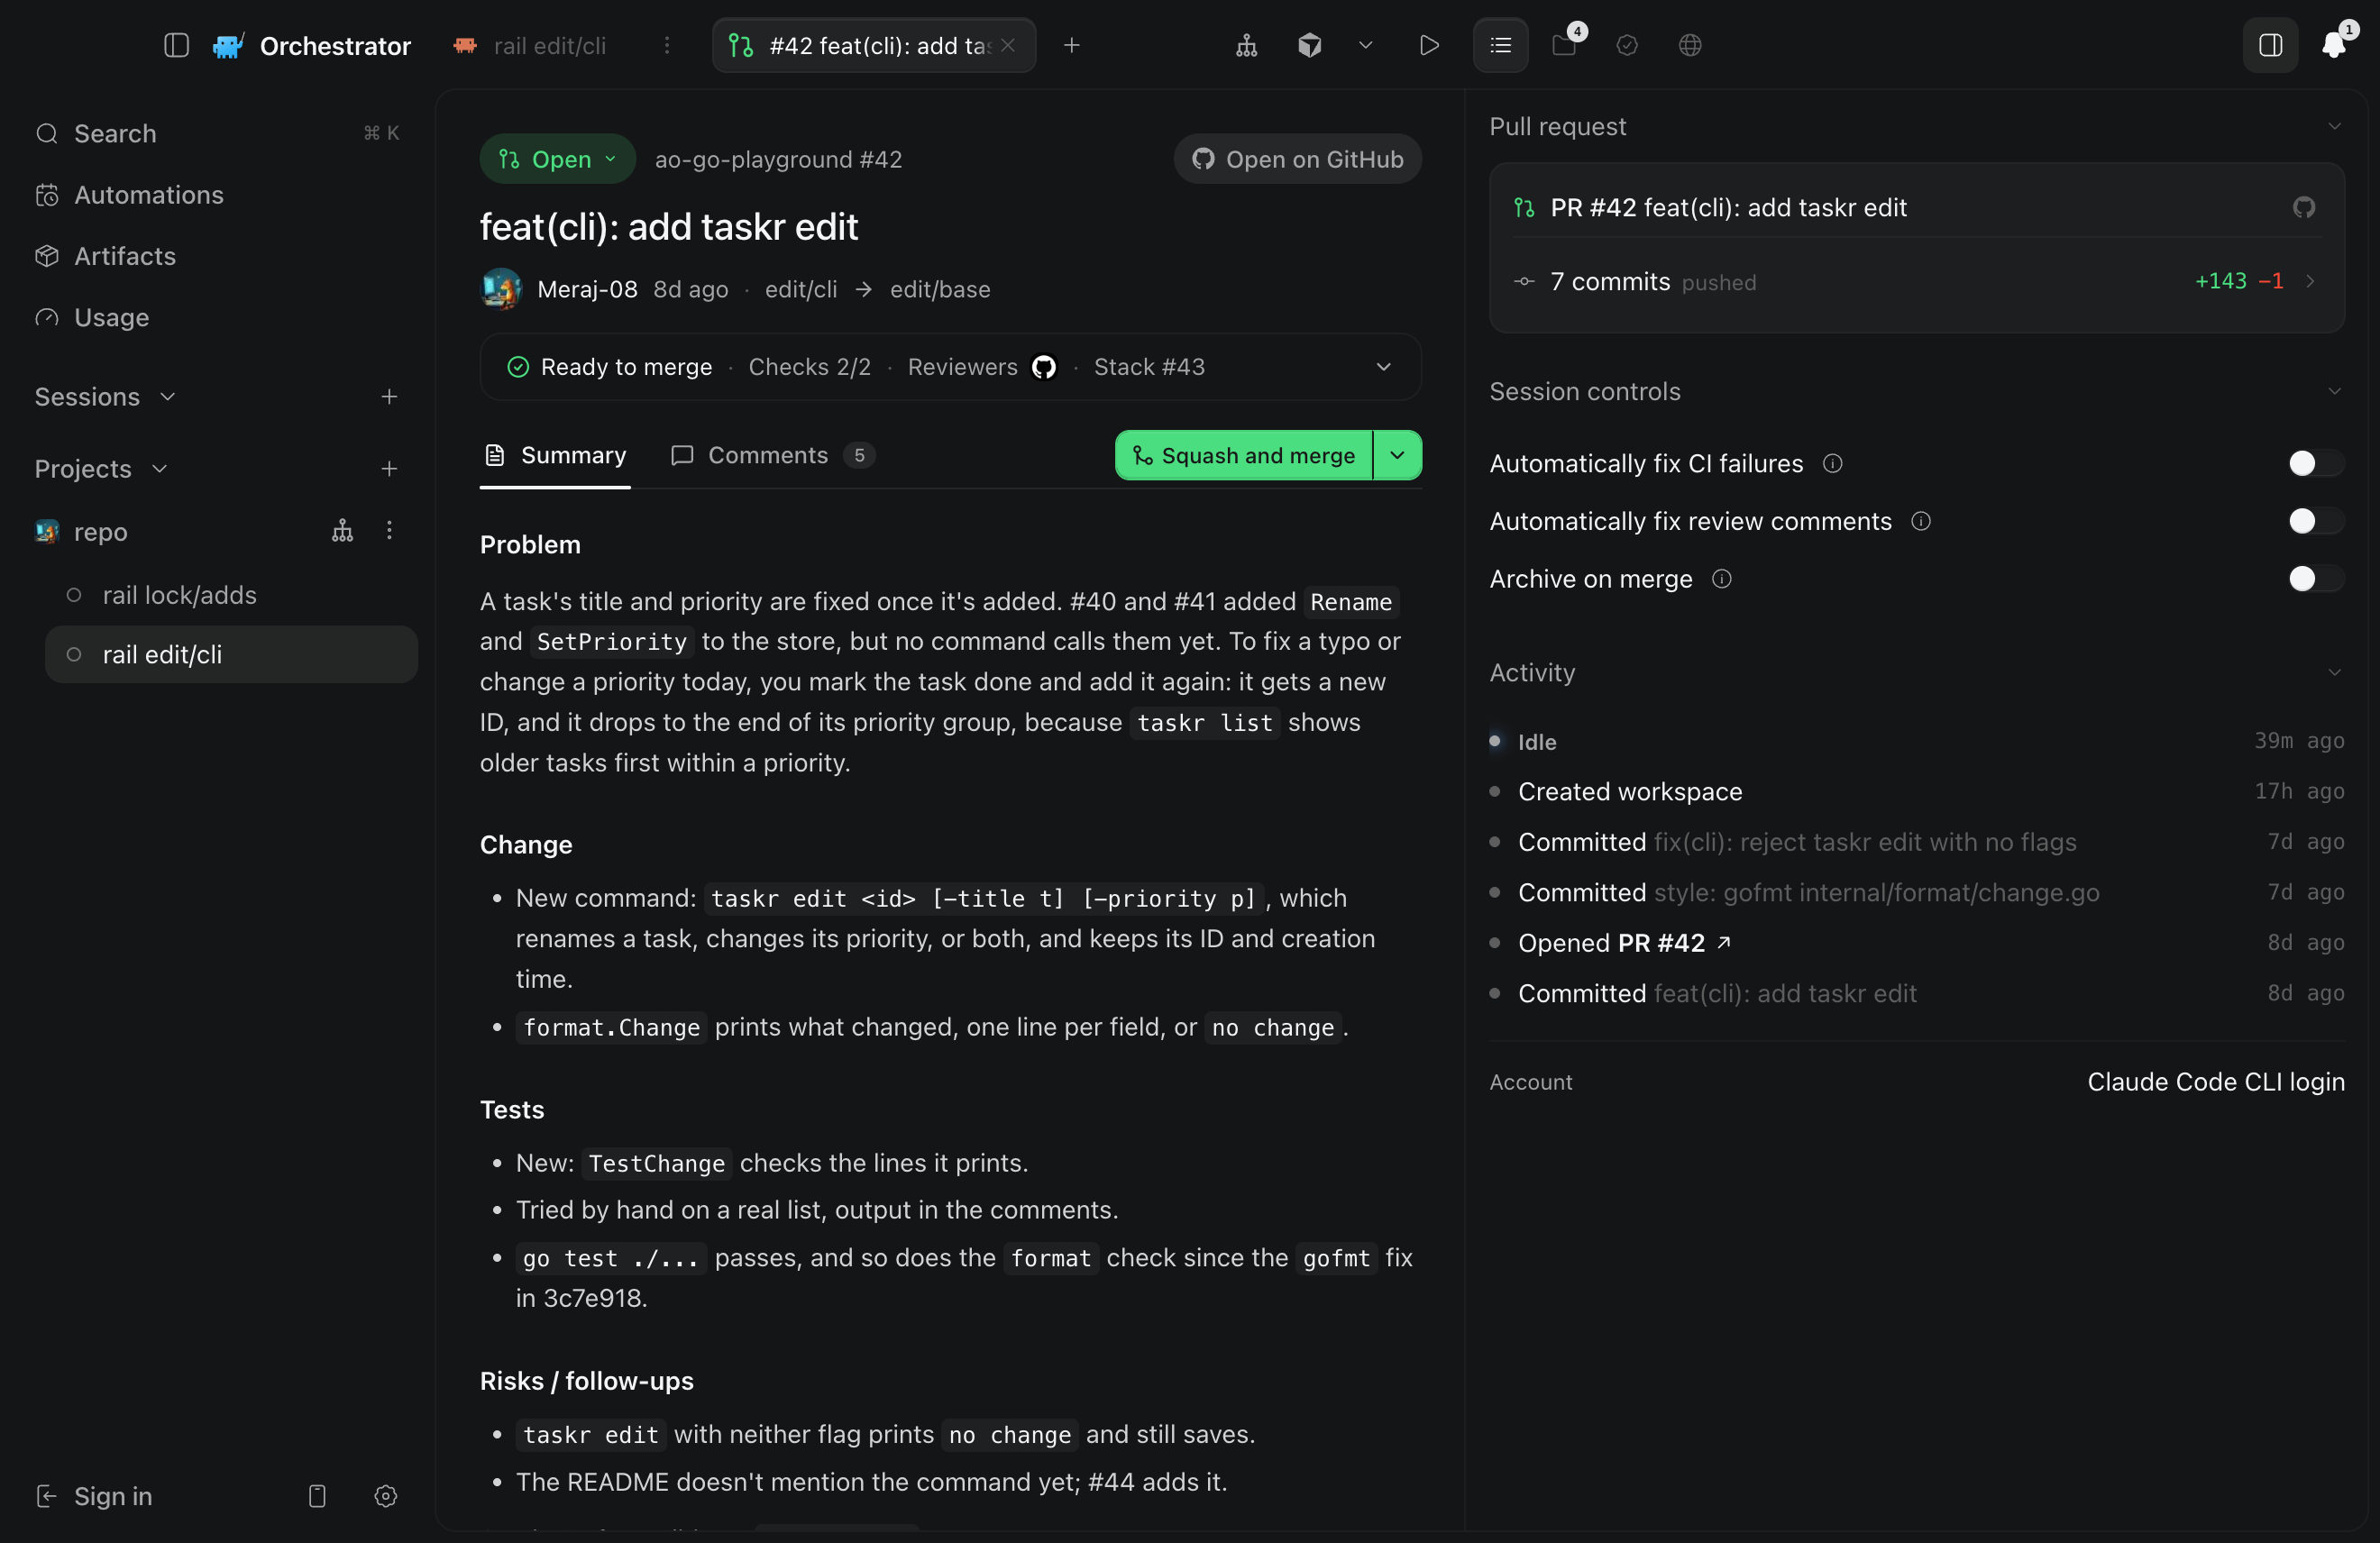 Orchestrator
rail edit/cli
#42 feat(cli): add tas
4
1
Search
⌘ K
Automations
Artifacts
Usage
Sessions
Projects
repo
rail lock/adds
rail edit/cli
Sign in
Open
ao-go-playground #42
Open on GitHub
feat(cli): add taskr edit
Meraj-08 8d ago · edit/cli → edit/base
Ready to merge · Checks 2/2 · Reviewers · Stack #43
Summary
Comments 5
Squash and merge
Problem
A task's title and priority are fixed once it's added. #40 and #41 added Rename
and SetPriority to the store, but no command calls them yet. To fix a typo or
change a priority today, you mark the task done and add it again: it gets a new
ID, and it drops to the end of its priority group, because taskr list shows
older tasks first within a priority.
Change
• New command: taskr edit <id> [-title t] [-priority p], which
renames a task, changes its priority, or both, and keeps its ID and creation
time.
• format.Change prints what changed, one line per field, or no change.
Tests
• New: TestChange checks the lines it prints.
• Tried by hand on a real list, output in the comments.
• go test ./... passes, and so does the format check since the gofmt fix
in 3c7e918.
Risks / follow-ups
• taskr edit with neither flag prints no change and still saves.
• The README doesn't mention the command yet; #44 adds it.
Pull request
PR #42 feat(cli): add taskr edit
7 commits pushed
+143 −1
Session controls
Automatically fix CI failures
Automatically fix review comments
Archive on merge
Activity
Idle 39m ago
Created workspace 17h ago
Committed fix(cli): reject taskr edit with no flags 7d ago
Committed style: gofmt internal/format/change.go 7d ago
Opened PR #42 ↗ 8d ago
Committed feat(cli): add taskr edit 8d ago
Account
Claude Code CLI login